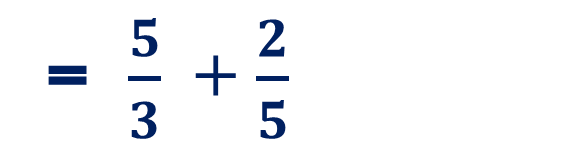 = 5/3 + 2/5